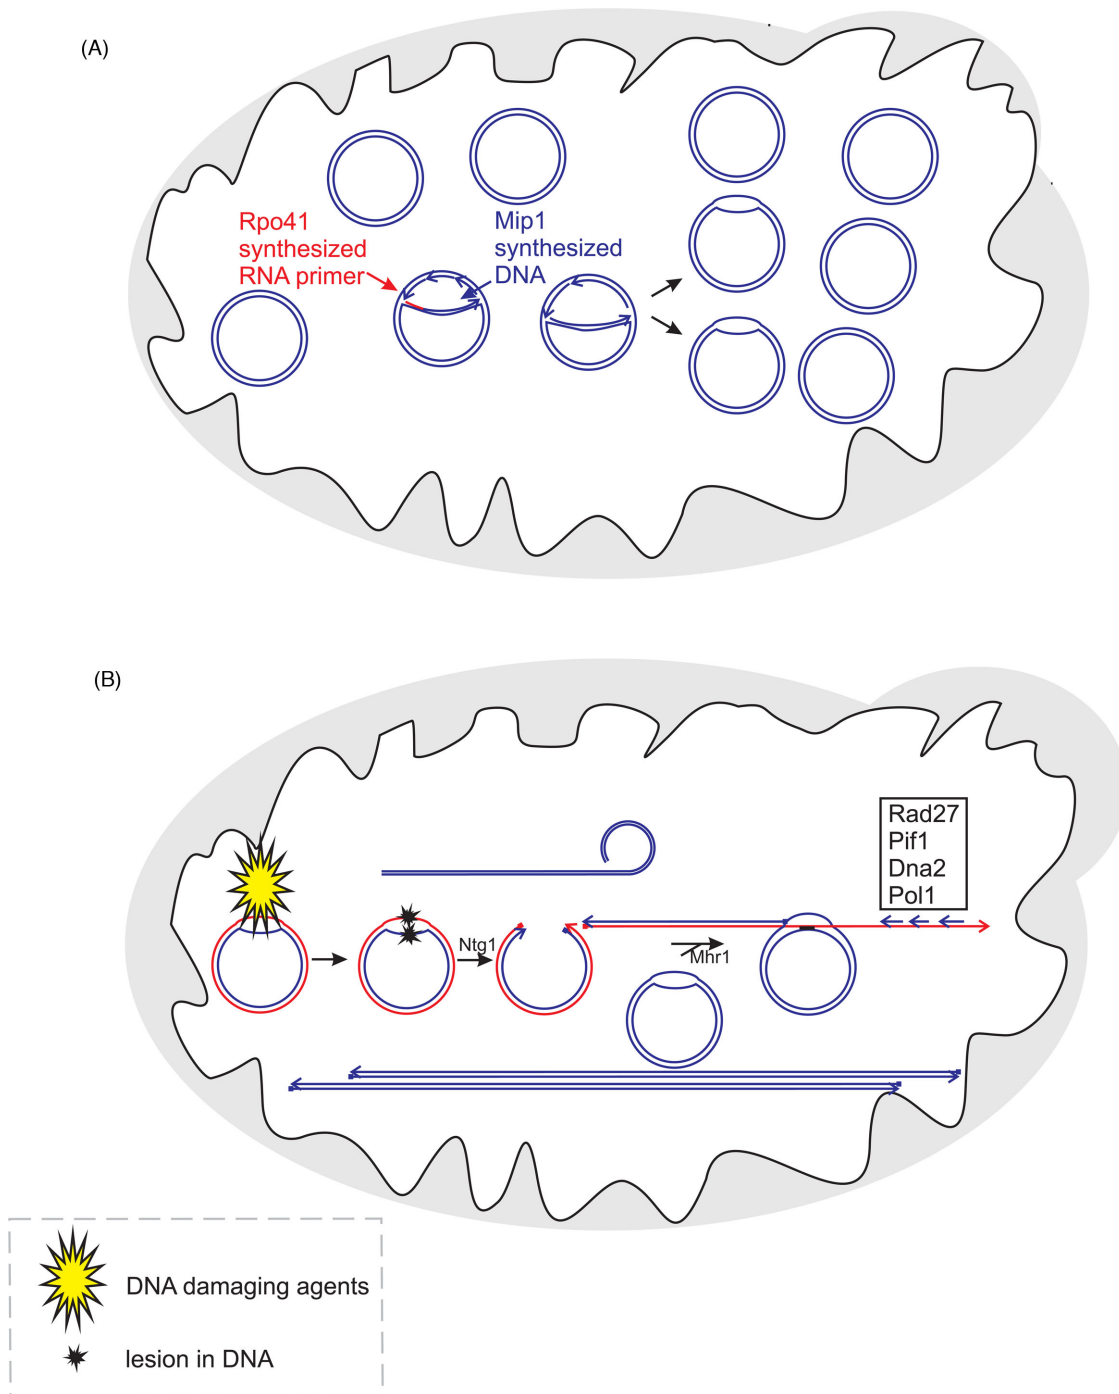 (A)
Rpo41
synthesized
RNA primer
Mip1
synthesized
DNA
(B)
Rad27
Pif1
Dna2
Pol1
Ntg1
Mhr1
DNA damaging agents
lesion in DNA